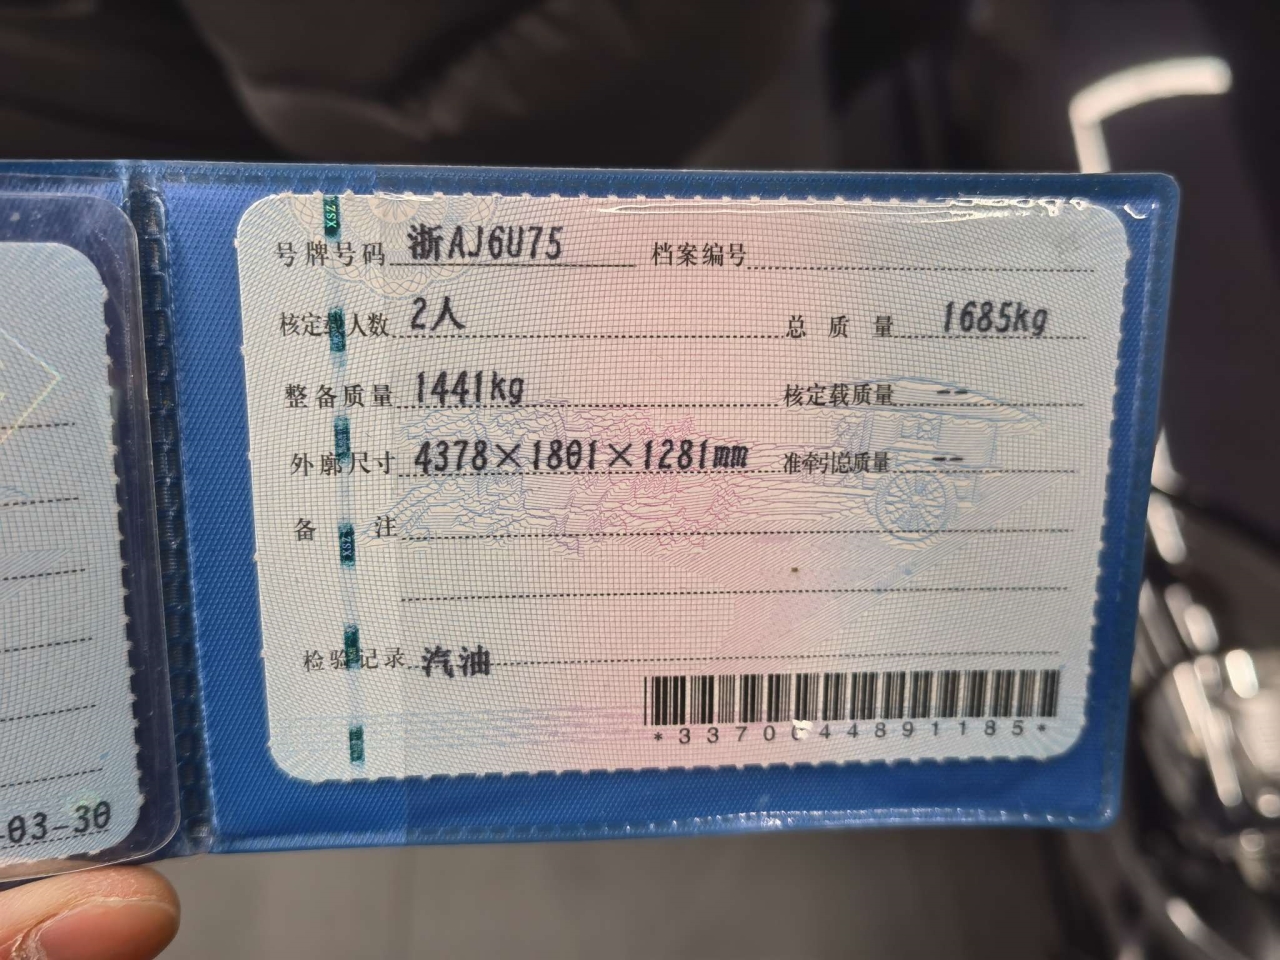 号牌号码 浙AJ6U75 档案编号
核定载人数 2人 总质量 1685kg
整备质量 1441kg 核定载质量 --
外廓尺寸 4378×1801×1281mm 准牵引总质量 --
备注
检验记录 汽油
*3370044891185*
-03-30
XSZ
XSZ